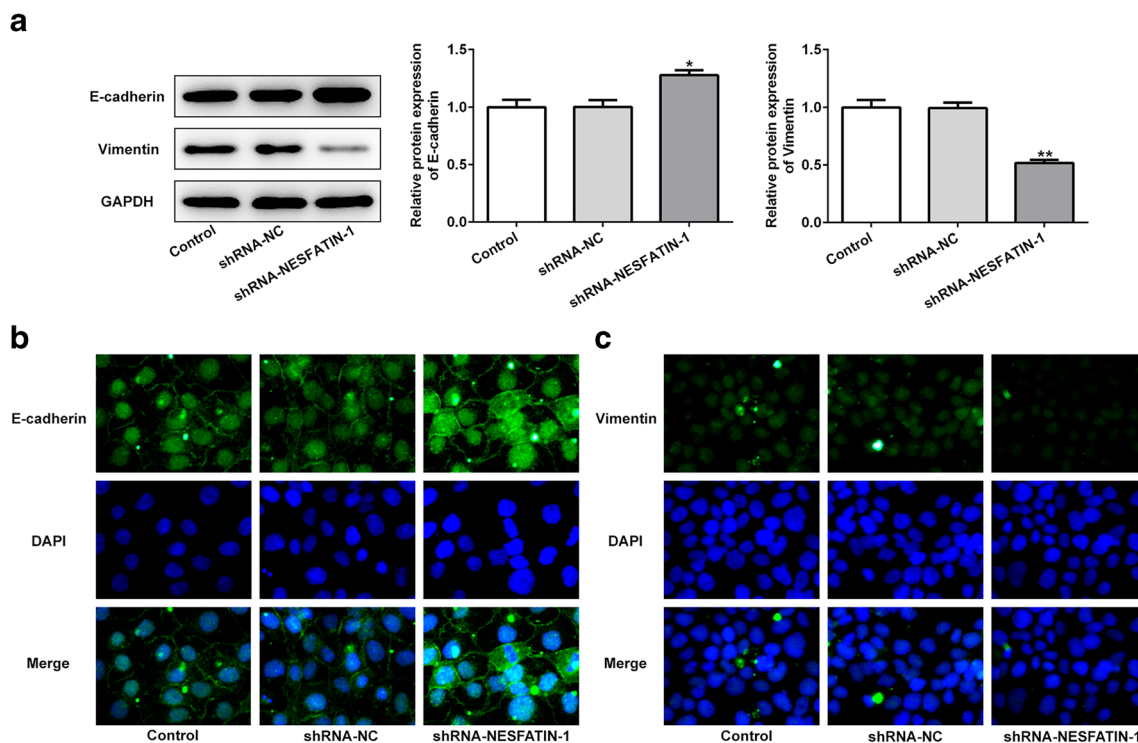 a
E-cadherin
Vimentin
GAPDH
Control
shRNA-NC
shRNA-NESFATIN-1
Relative protein expression
of E-cadherin
1.5
1.0
0.5
0.0
*
Control
shRNA-NC
shRNA-NESFATIN-1
Relative protein expression
of Vimentin
1.5
1.0
0.5
0.0
**
Control
shRNA-NC
shRNA-NESFATIN-1
b
E-cadherin
DAPI
Merge
Control
shRNA-NC
shRNA-NESFATIN-1
c
Vimentin
DAPI
Merge
Control
shRNA-NC
shRNA-NESFATIN-1